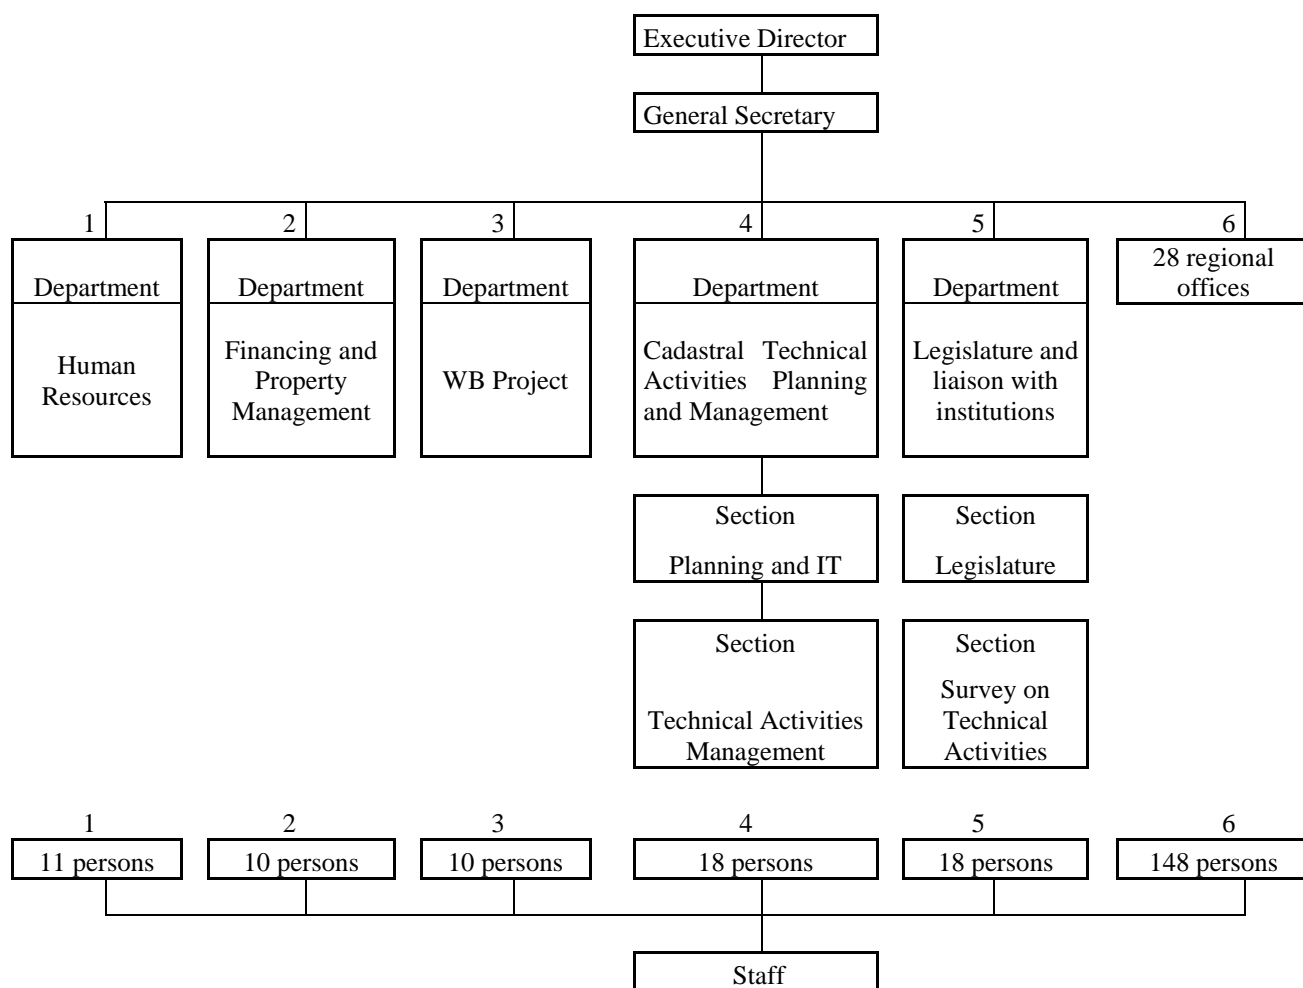 Executive Director
General Secretary
1
2
3
4
5
6
Department
Human
Resources
Department
Financing and
Property
Management
Department
WB Project
Department
Cadastral Technical
Activities Planning
and Management
Department
Legislature and
liaison with
institutions
28 regional
offices
Section
Planning and IT
Section
Legislature
Section
Technical Activities
Management
Section
Survey on
Technical
Activities
1
2
3
4
5
6
11 persons
10 persons
10 persons
18 persons
18 persons
148 persons
Staff